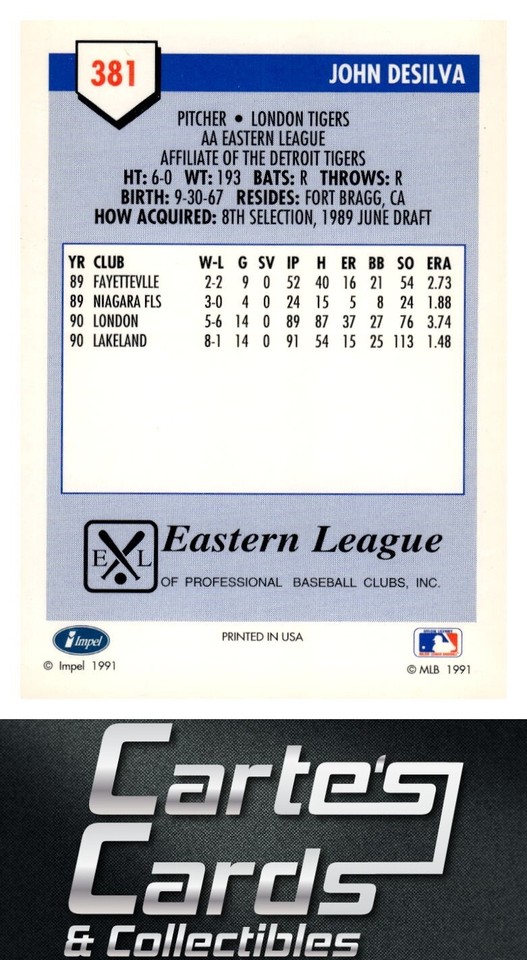 381
JOHN DESILVA
PITCHER • LONDON TIGERS
AA EASTERN LEAGUE
AFFILIATE OF THE DETROIT TIGERS
HT: 6-0 WT: 193 BATS: R THROWS: R
BIRTH: 9-30-67 RESIDES: FORT BRAGG, CA
HOW ACQUIRED: 8TH SELECTION, 1989 JUNE DRAFT
YR CLUB W-L G SV IP H ER BB SO ERA
89 FAYETTEVLLE 2-2 9 0 52 40 16 21 54 2.73
89 NIAGARA FLS 3-0 4 0 24 15 5 8 24 1.88
90 LONDON 5-6 14 0 89 87 37 27 76 3.74
90 LAKELAND 8-1 14 0 91 54 15 25 113 1.48
E L
Eastern League
OF PROFESSIONAL BASEBALL CLUBS, INC.
Impel
PRINTED IN USA
© Impel 1991
© MLB 1991
Carte's
Cards
& Collectibles